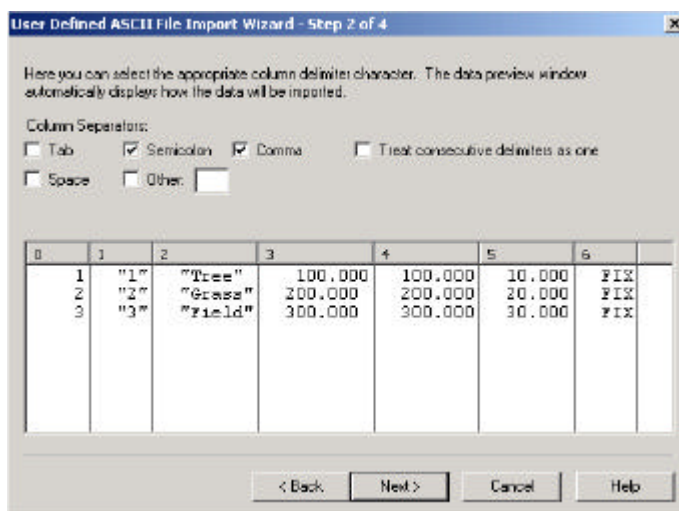 User Defined ASCII File Import Wizard - Step 2 of 4
Here you can select the appropriate column delimiter character. The data preview window
automatically displays how the data will be imported.
Column Separators:
Tab Semicolon Comma Treat consecutive delimiters as one
Space Other:
0 1 2 3 4 5 6
1 "1" "Tree" 100.000 100.000 10.000 FIX
2 "2" "Grass" 200.000 200.000 20.000 FIX
3 "3" "Field" 300.000 300.000 30.000 FIX
< Back Next > Cancel Help